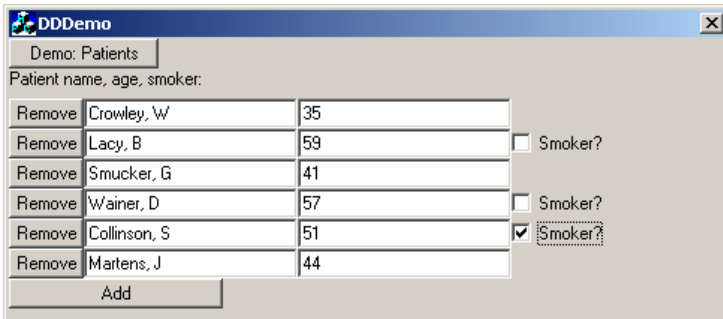 DDDemo
Demo: Patients
Patient name, age, smoker:
Remove Crowley, W 35
Remove Lacy, B 59 Smoker?
Remove Smucker, G 41
Remove Wainer, D 57 Smoker?
Remove Collinson, S 51 Smoker?
Remove Martens, J 44
Add